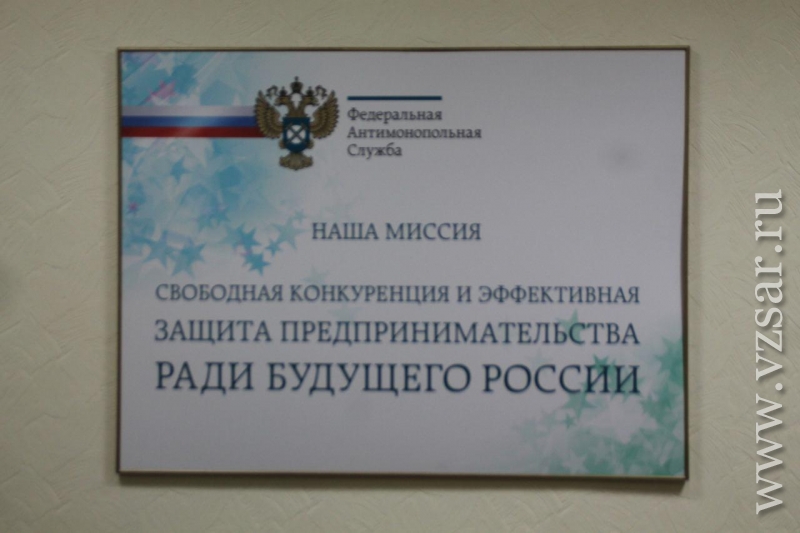 Федеральная
Антимонопольная
Служба
НАША МИССИЯ
СВОБОДНАЯ КОНКУРЕНЦИЯ И ЭФФЕКТИВНАЯ
ЗАЩИТА ПРЕДПРИНИМАТЕЛЬСТВА
РАДИ БУДУЩЕГО РОССИИ
www.vzsar.ru